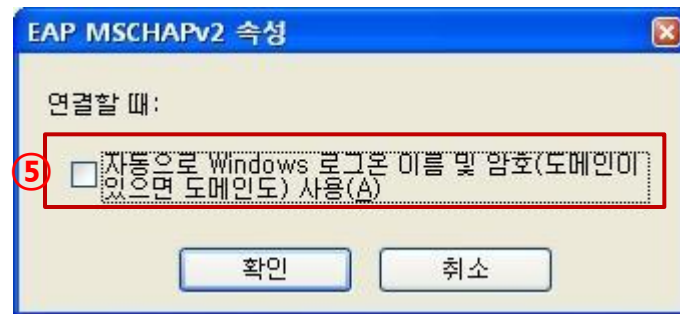 EAP MSCHAPv2 속성
연결할 때:
⑤
자동으로 Windows 로그온 이름 및 암호(도메인이
있으면 도메인도) 사용(A)
확인 취소